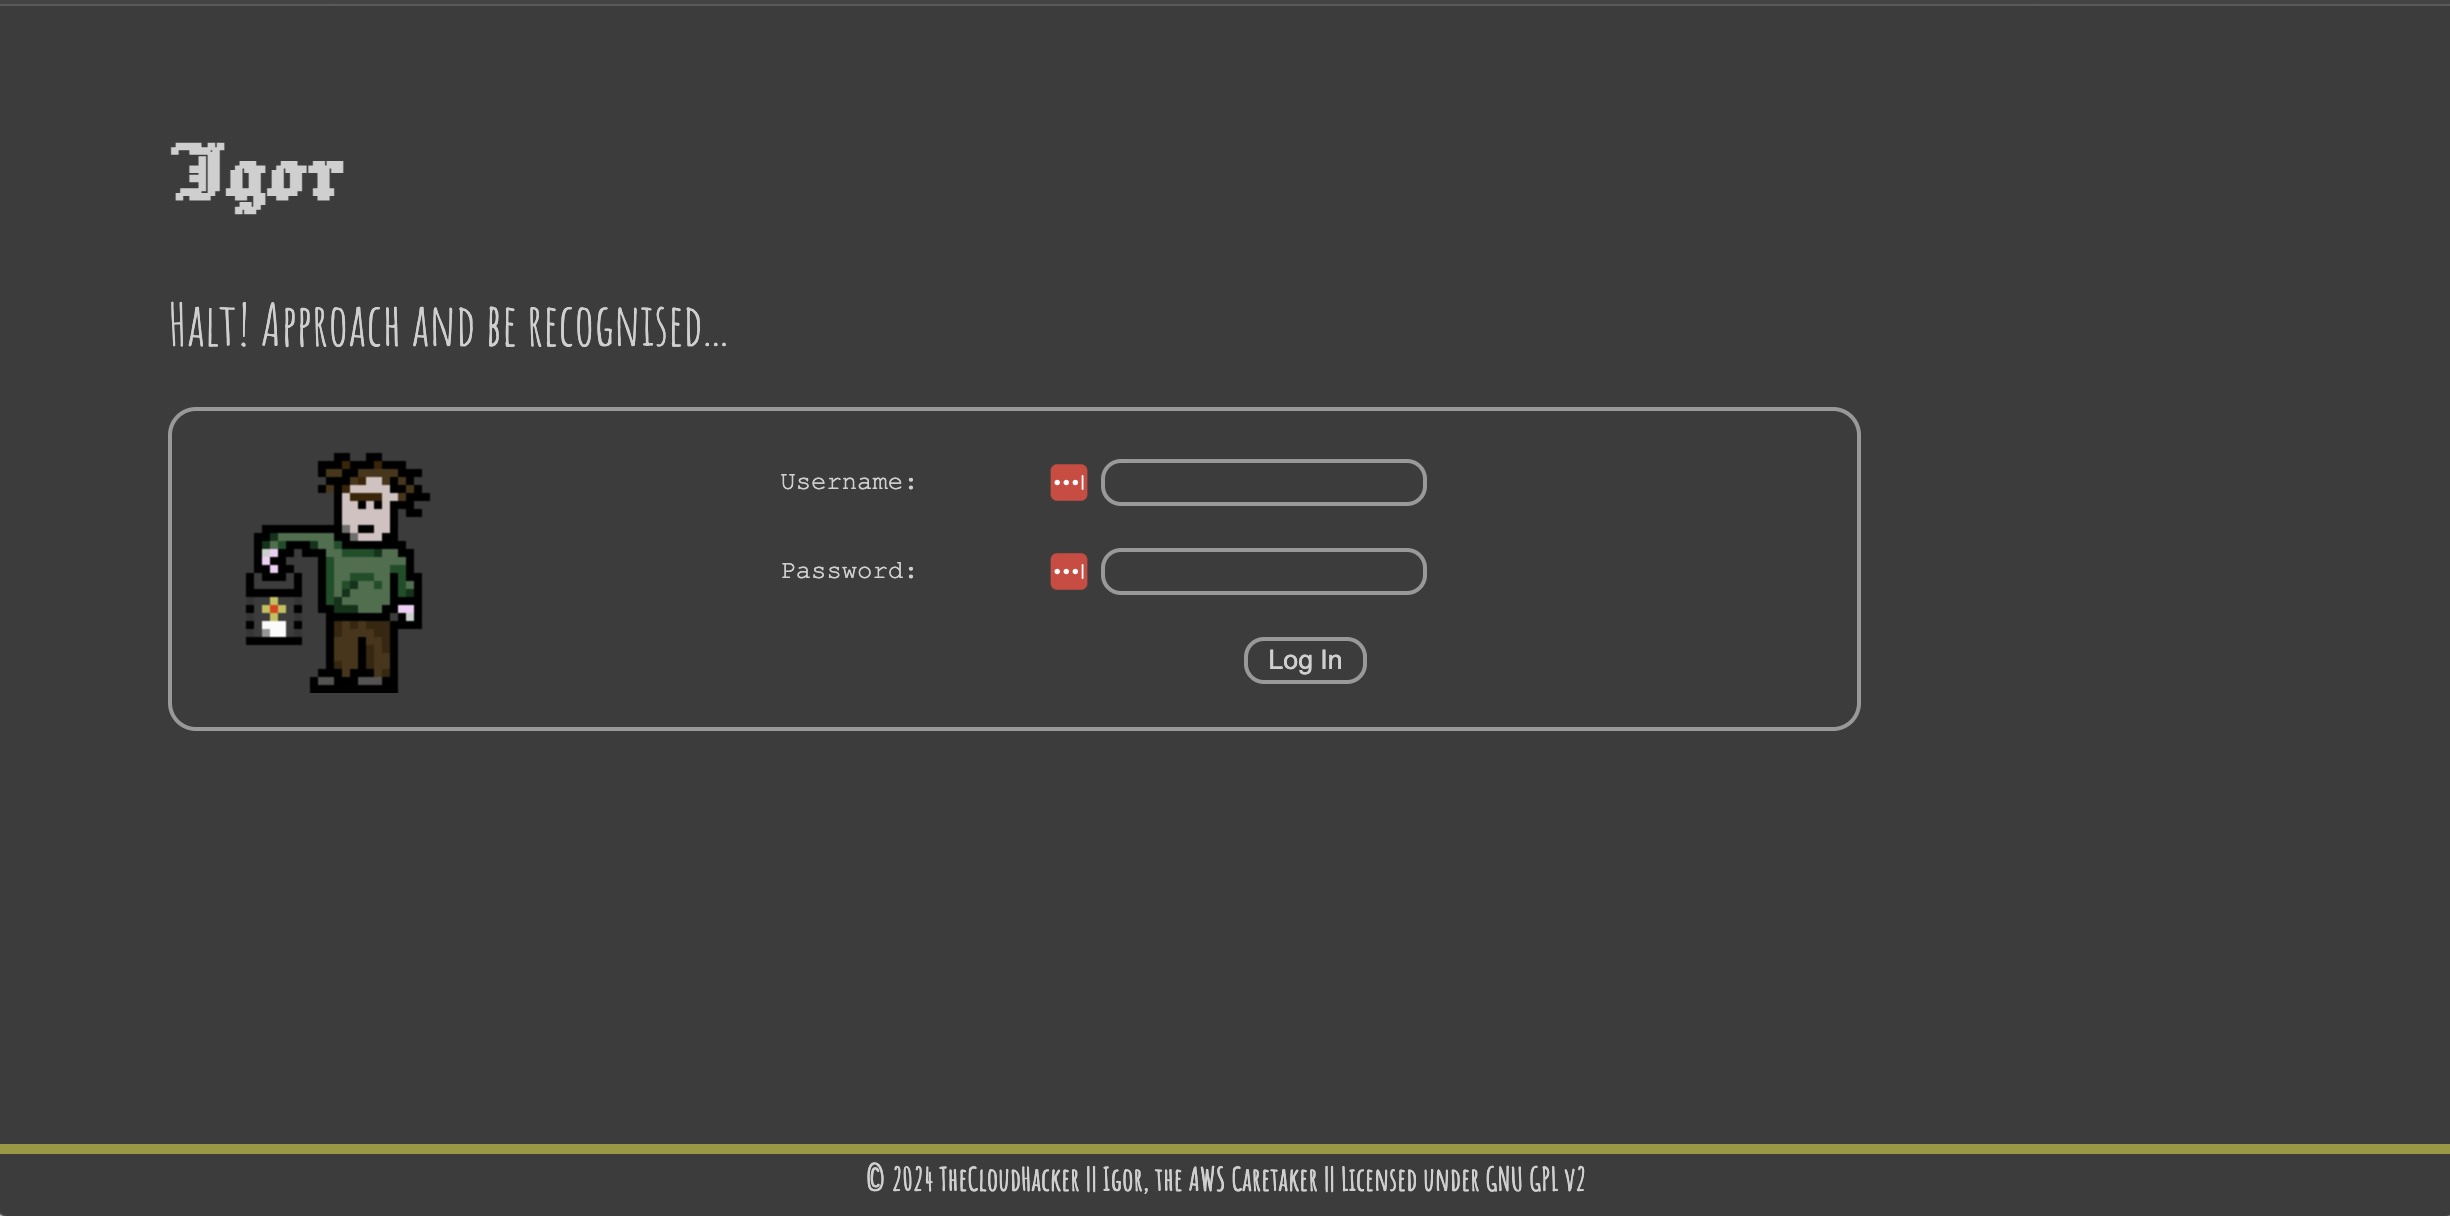 Igor
Halt! Approach and be recognised...
Username:
Password:
Log In
© 2024 TheCloudHacker || Igor, the AWS Caretaker || Licensed under GNU GPL v2